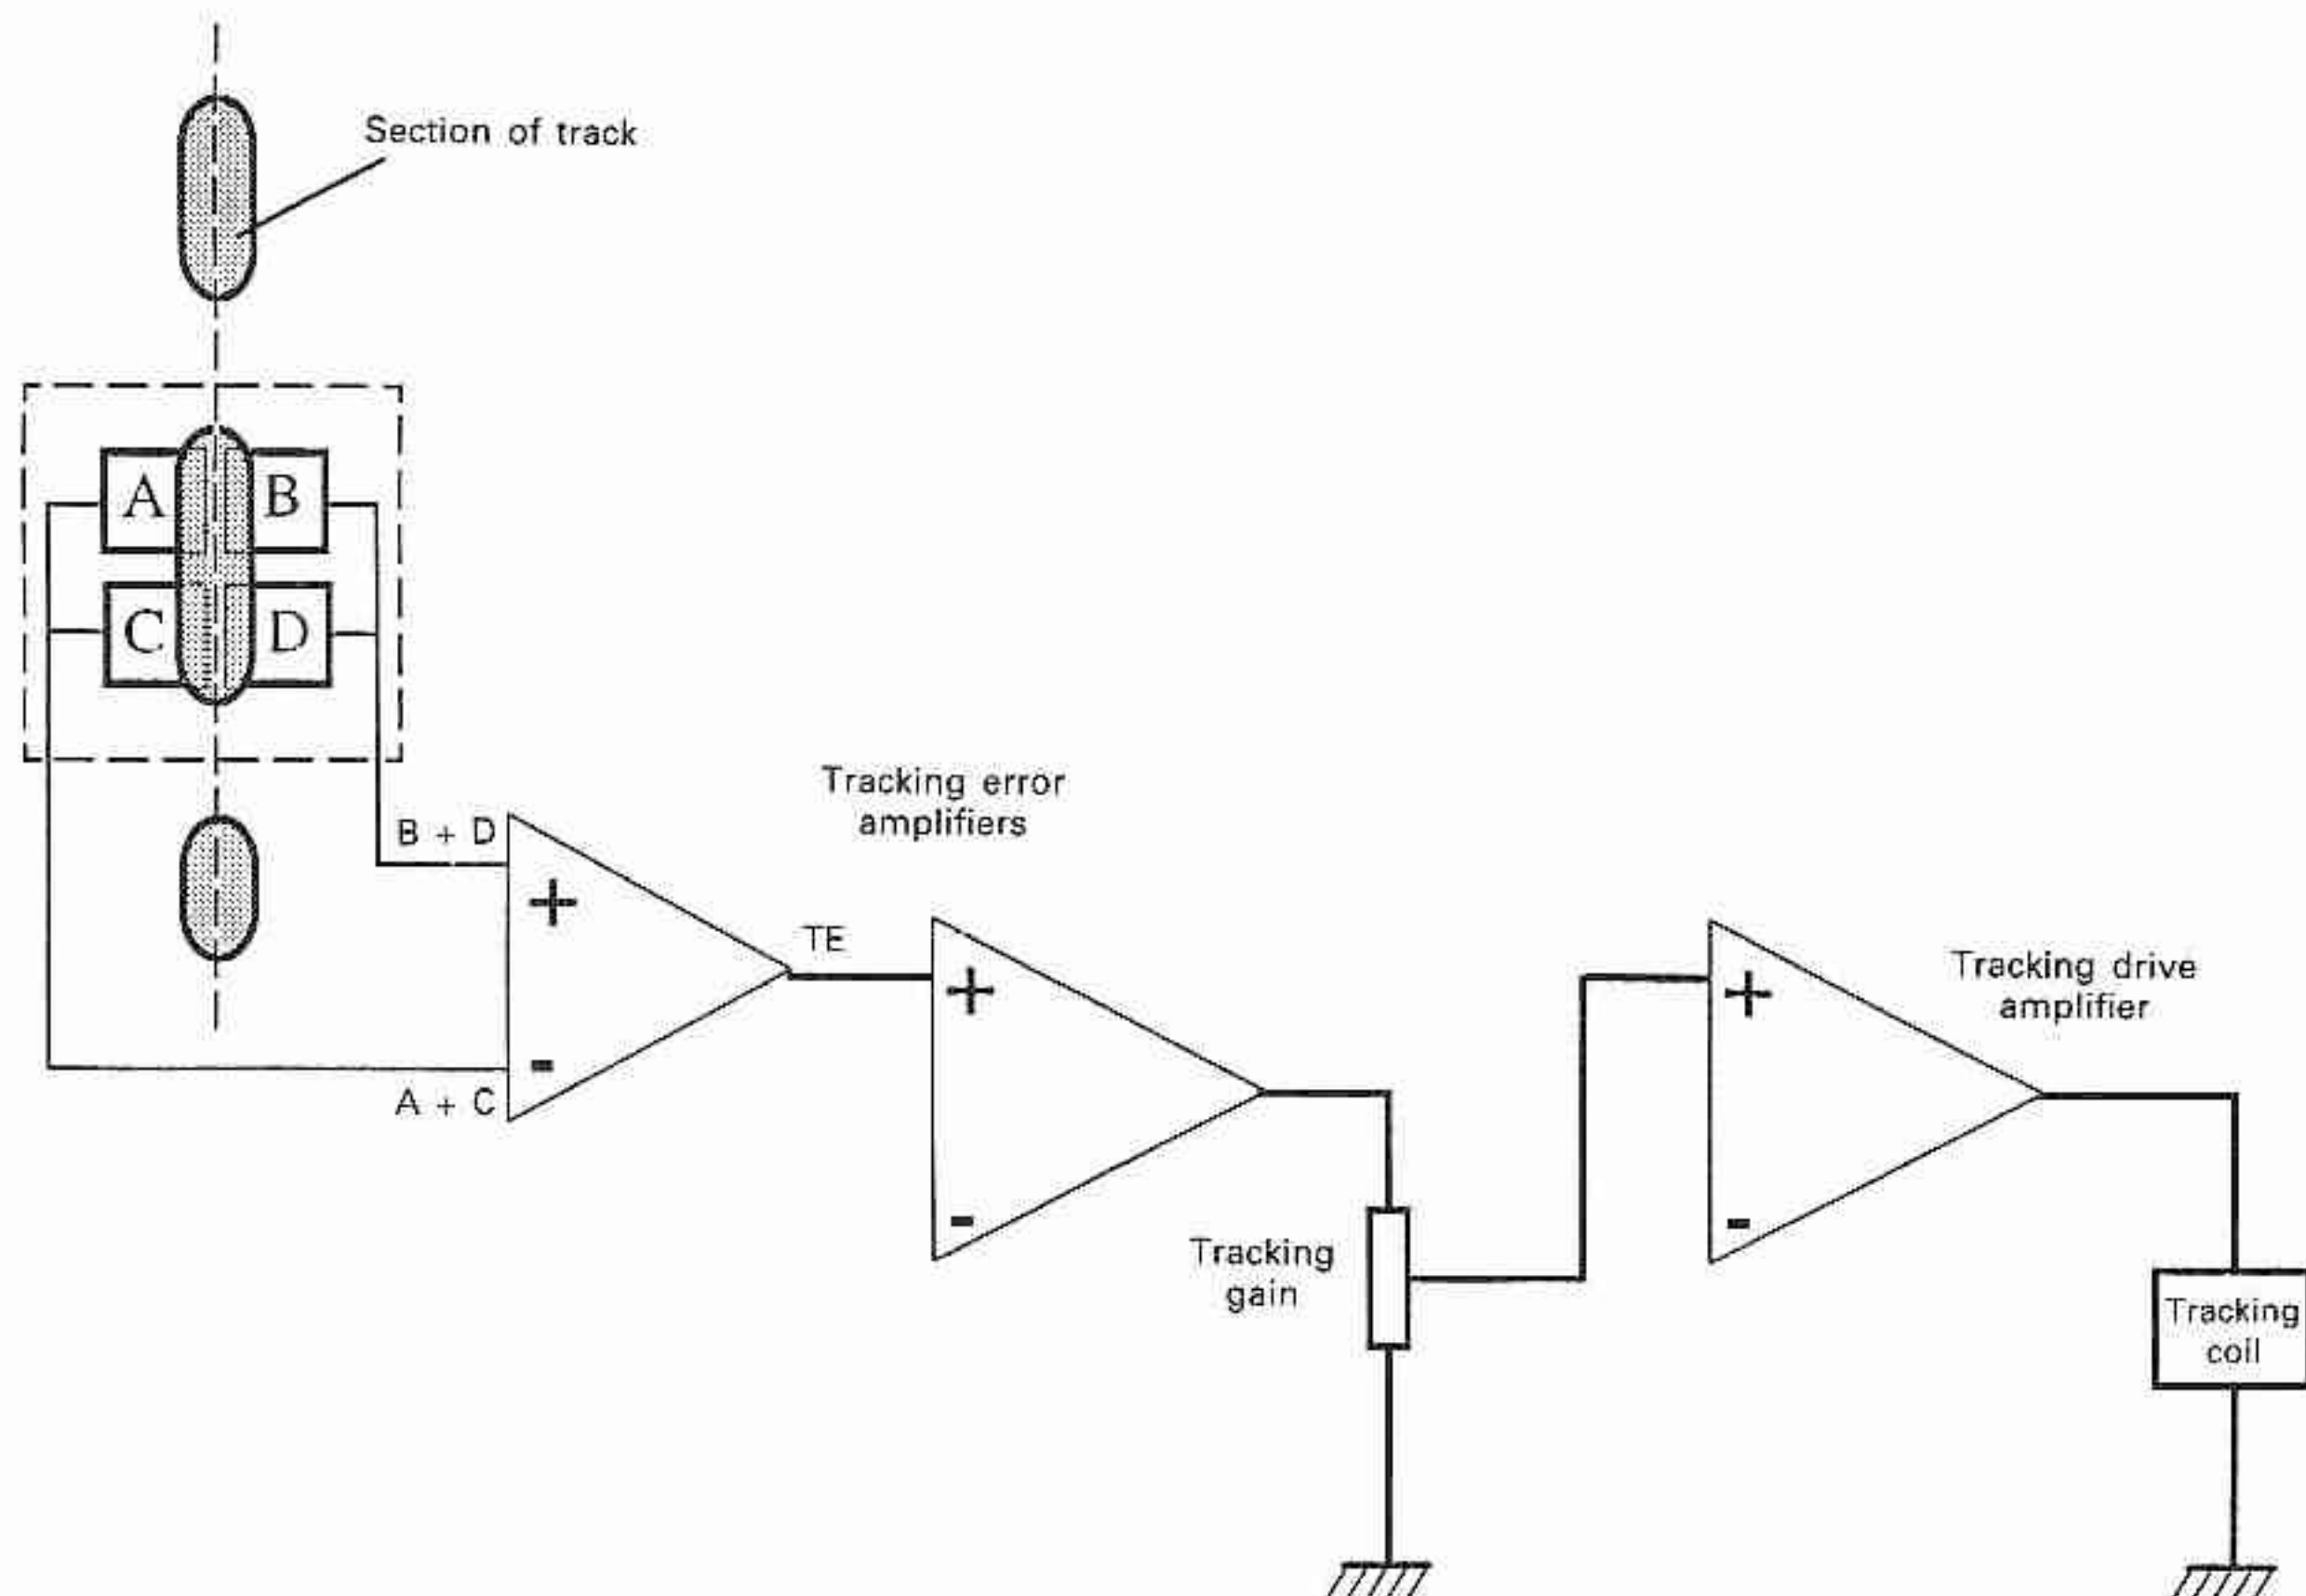 Section of track
A
B
C
D
Tracking error
amplifiers
B + D
+
TE
-
A + C
+
-
Tracking drive
amplifier
+
-
Tracking
gain
Tracking
coil